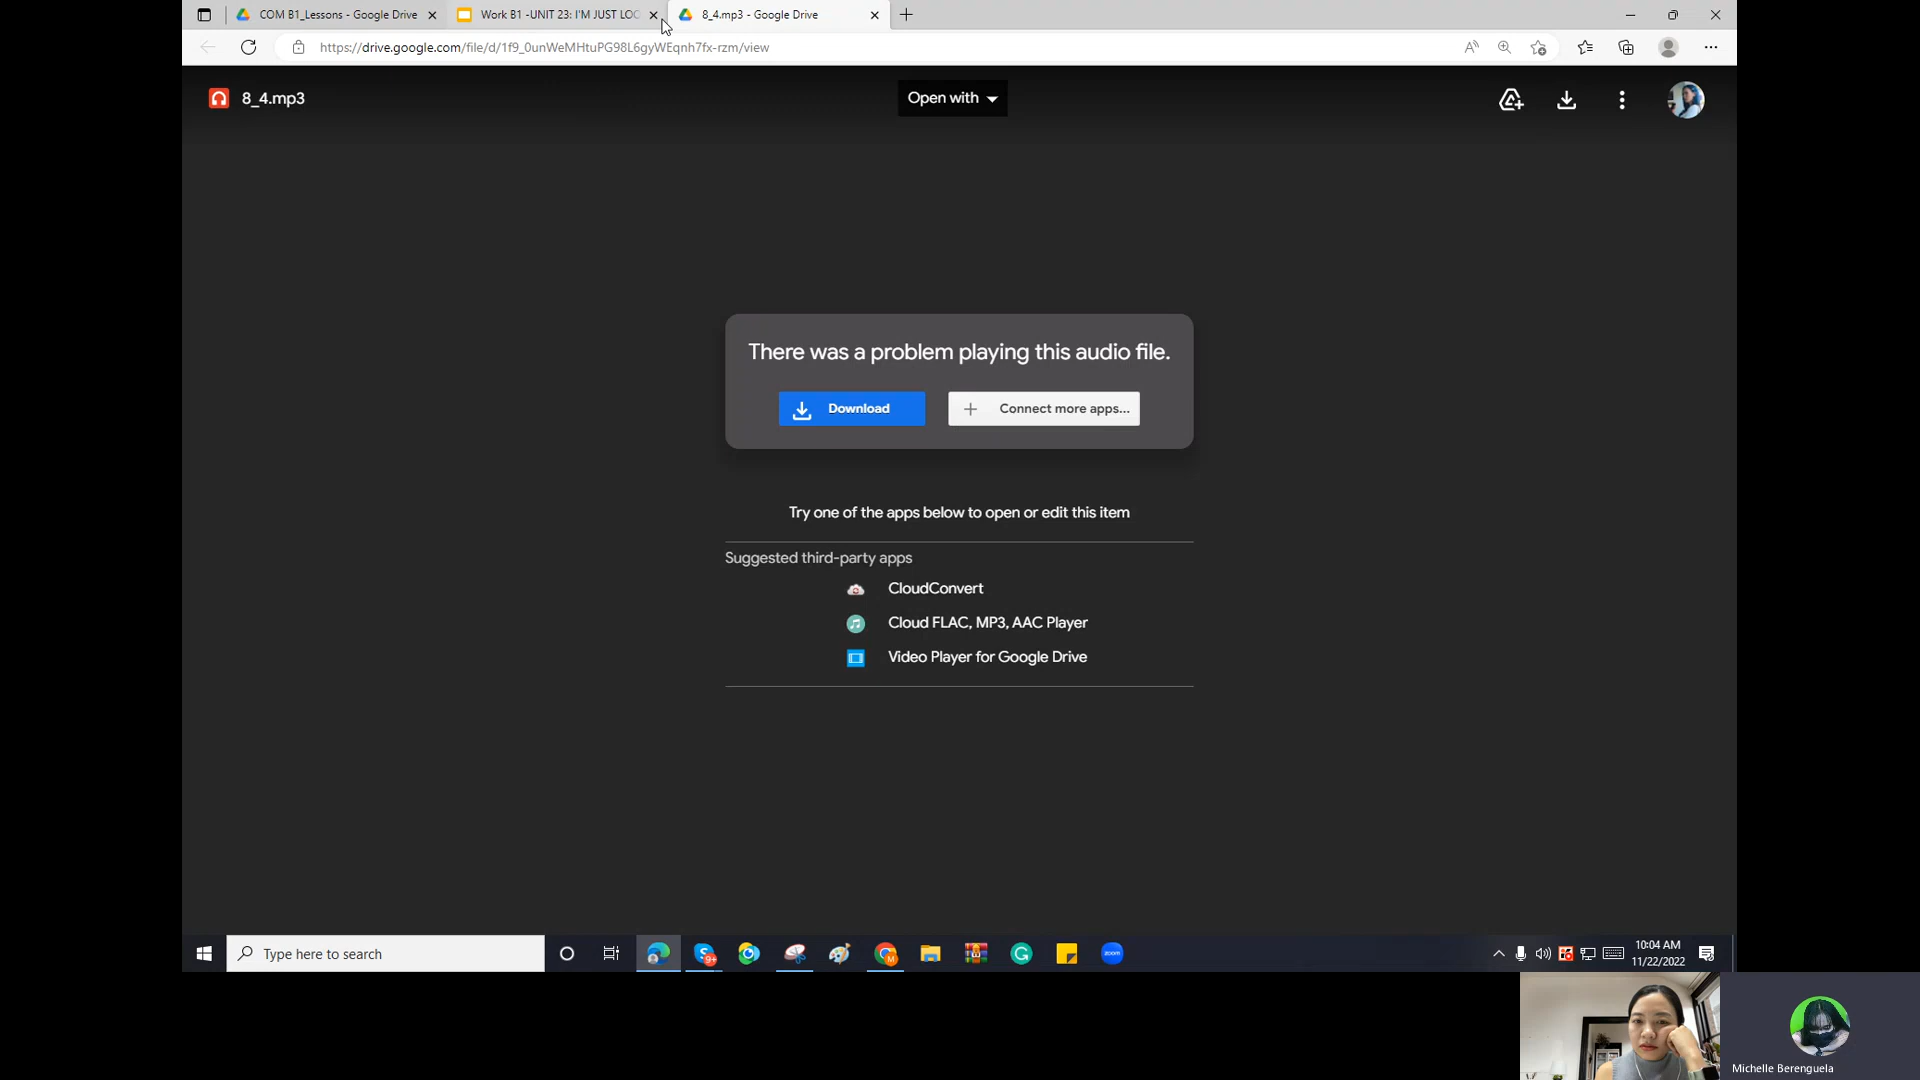 COM B1_Lessons - Google Drive
Work B1 -UNIT 23: I'M JUST LOO
8_4.mp3 - Google Drive
https://drive.google.com/file/d/1f9_0unWeMHtuPG98L6gyWEqnh7fx-rzm/view
8_4.mp3
Open with
There was a problem playing this audio file.
Download
Connect more apps...
Try one of the apps below to open or edit this item
Suggested third-party apps
CloudConvert
Cloud FLAC, MP3, AAC Player
Video Player for Google Drive
Type here to search
9+
M
zoom
10:04 AM
11/22/2022
Michelle Berenguela